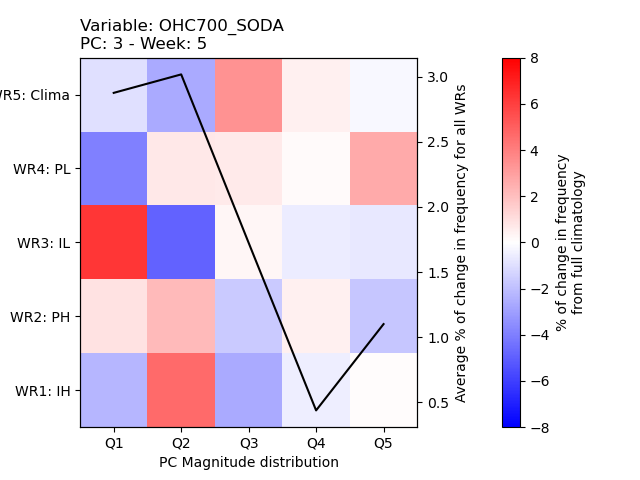 Variable: OHC700_SODA
PC: 3 - Week: 5
WR5: Clima
WR4: PL
WR3: IL
WR2: PH
WR1: IH
Q1 Q2 Q3 Q4 Q5
PC Magnitude distribution
3.0
2.5
2.0
1.5
1.0
0.5
Average % of change in frequency for all WRs
8
6
4
2
0
−2
−4
−6
−8
% of change in frequency
from full climatology